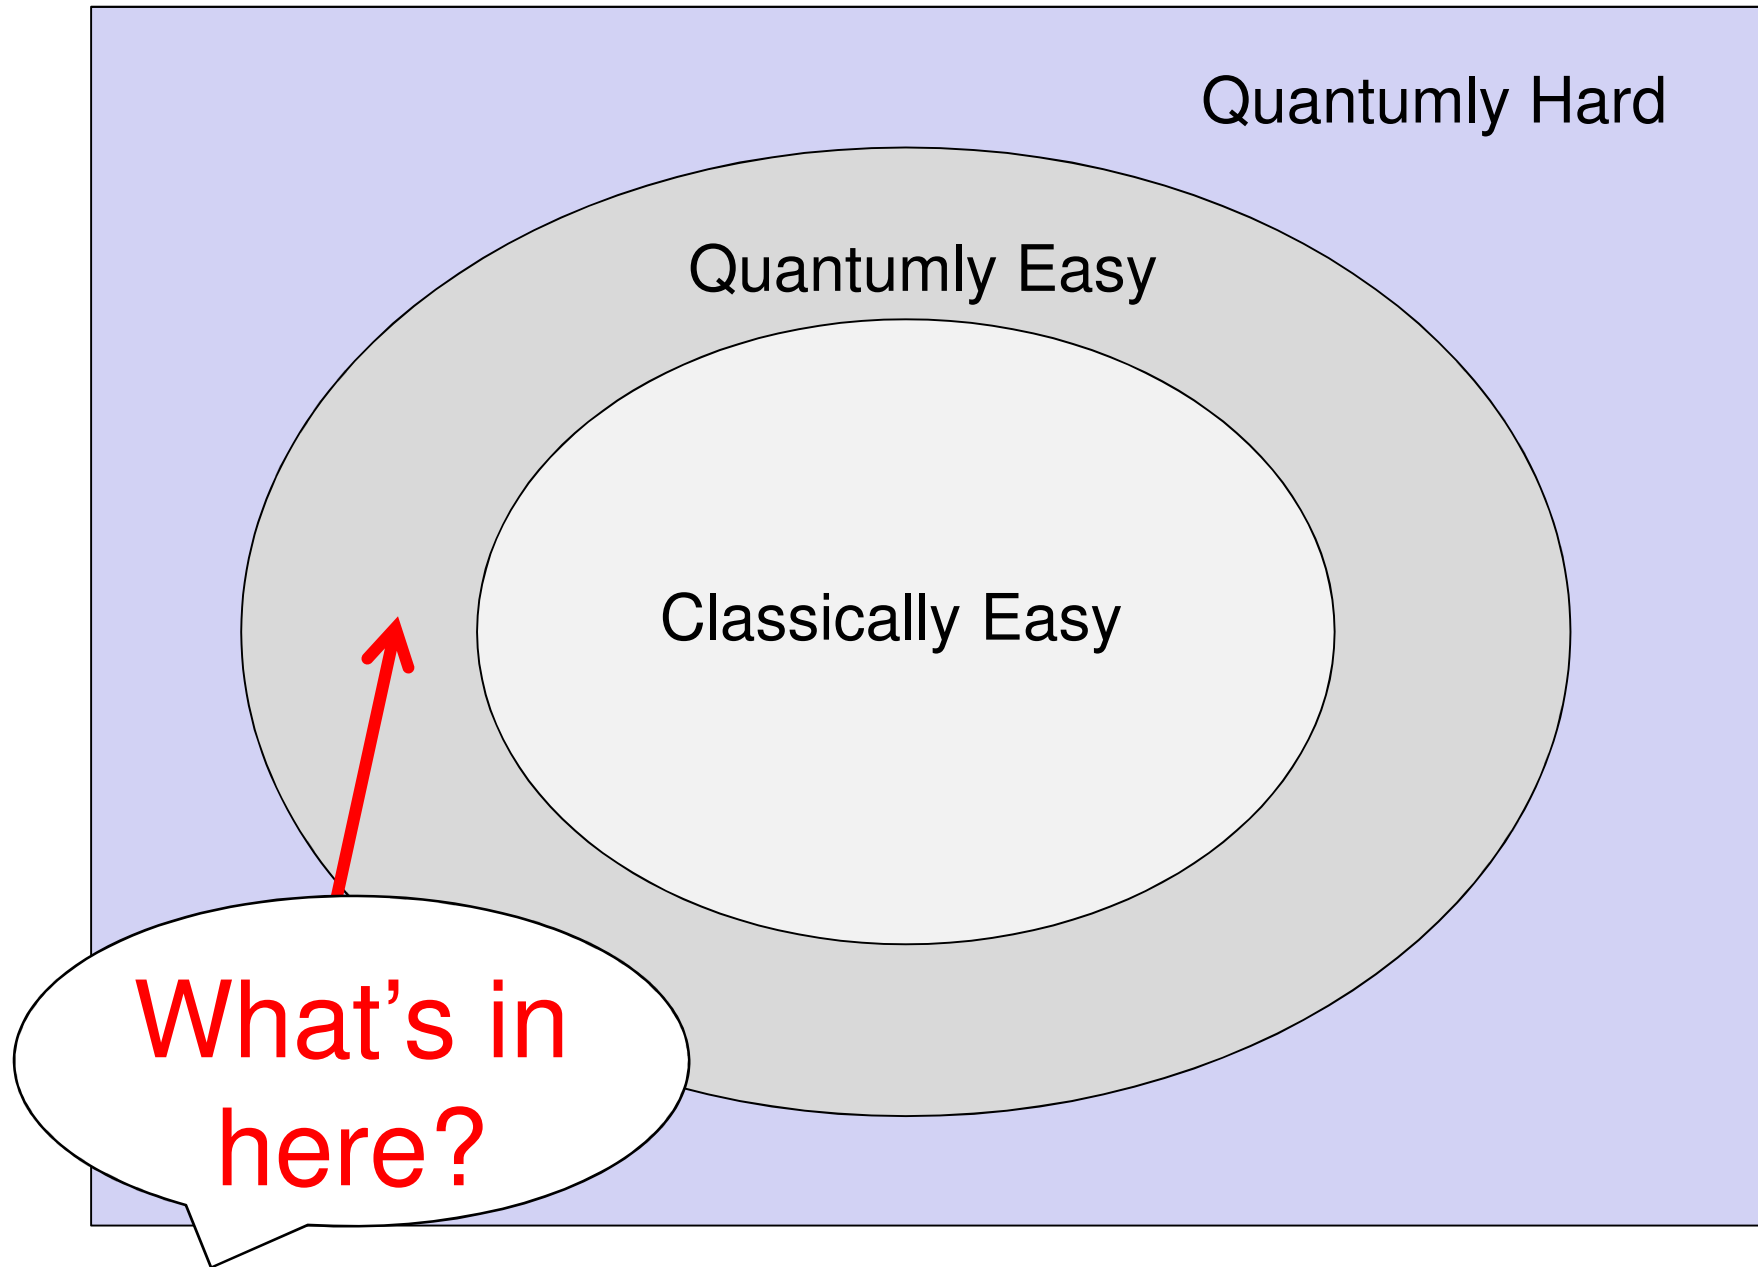 Quantumly Hard
Quantumly Easy
Classically Easy
What’s in
here?